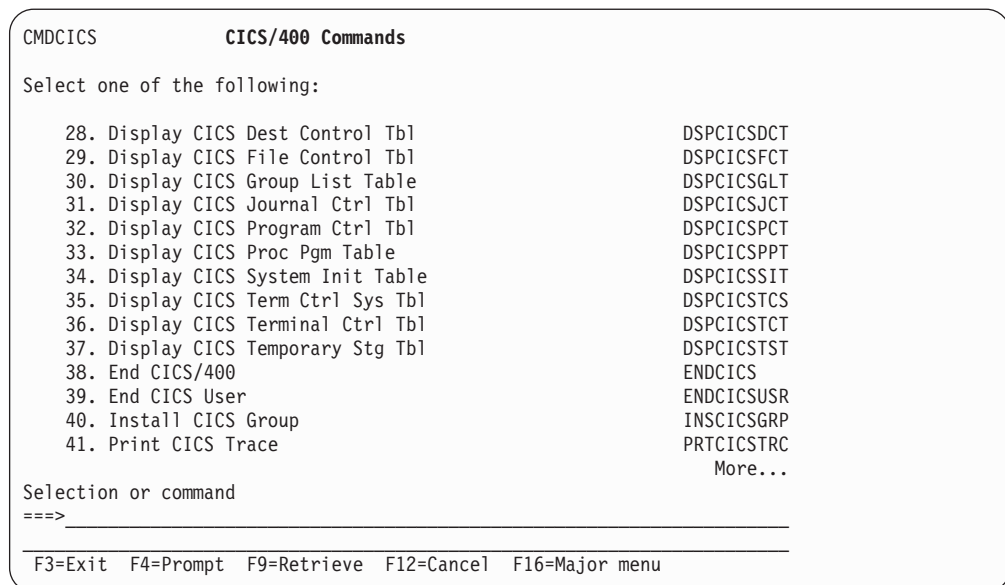 CMDCICS CICS/400 Commands
Select one of the following:
28. Display CICS Dest Control Tbl DSPCICSDCT
29. Display CICS File Control Tbl DSPCICSFCT
30. Display CICS Group List Table DSPCICSGLT
31. Display CICS Journal Ctrl Tbl DSPCICSJCT
32. Display CICS Program Ctrl Tbl DSPCICSPCT
33. Display CICS Proc Pgm Table DSPCICSPPT
34. Display CICS System Init Table DSPCICSSIT
35. Display CICS Term Ctrl Sys Tbl DSPCICSTCS
36. Display CICS Terminal Ctrl Tbl DSPCICSTCT
37. Display CICS Temporary Stg Tbl DSPCICSTST
38. End CICS/400 ENDCICS
39. End CICS User ENDCICSUSR
40. Install CICS Group INSCICSGRP
41. Print CICS Trace PRTCICSTRC
More...
Selection or command
===>
F3=Exit F4=Prompt F9=Retrieve F12=Cancel F16=Major menu